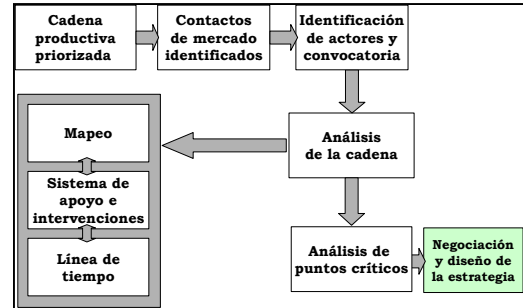 Cadena
productiva
priorizada
Contactos
de mercado
identificados
Identificación
de actores y
convocatoria
Mapeo
Sistema de
apoyo e
intervenciones
Línea de
tiempo
Análisis
de la cadena
Análisis de
puntos críticos
Negociación
y diseño de
la estrategia